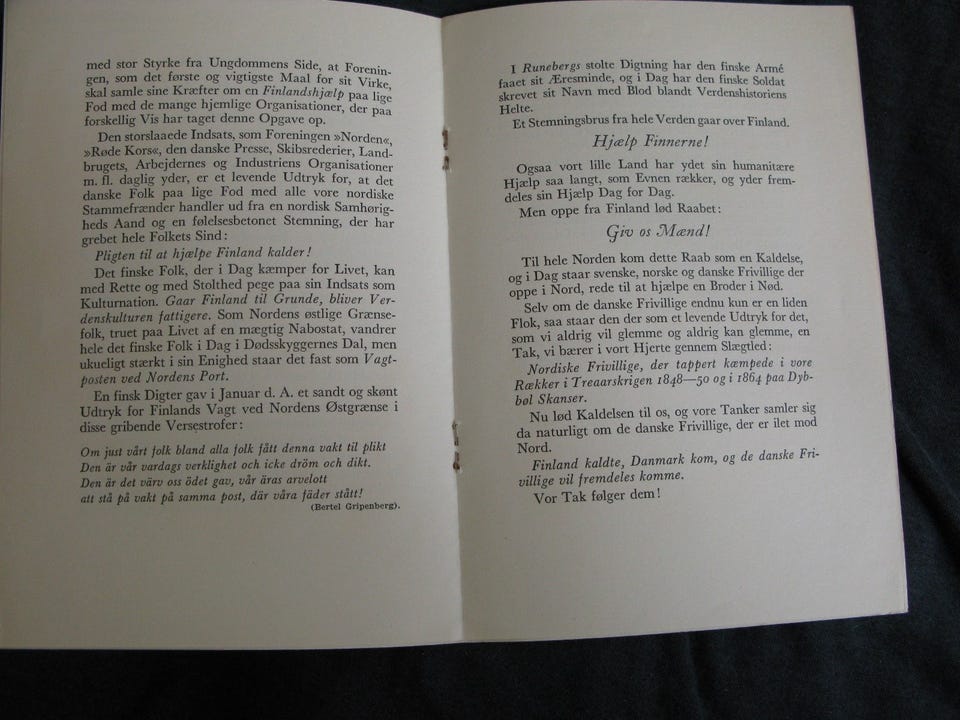 med stor Styrke fra Ungdommens Side, at Forenin-
gen, som det første og vigtigste Maal for sit Virke,
skal samle sine Kræfter om en Finlandshjælp paa lige
Fod med de mange hjemlige Organisationer, der paa
forskellig Vis har taget denne Opgave op.
Den storslaaede Indsats, som Foreningen »Norden«,
»Røde Kors«, den danske Presse, Skibsrederier, Land-
brugets, Arbejdernes og Industriens Organisationer
m. fl. daglig yder, er et levende Udtryk for, at det
danske Folk paa lige Fod med alle vore nordiske
Stammefrænder handler ud fra en nordisk Samhørig-
heds Aand og en følelsesbetonet Stemning, der har
grebet hele Folkets Sind:
Pligten til at hjælpe Finland kalder!
Det finske Folk, der i Dag kæmper for Livet, kan
med Rette og med Stolthed pege paa sin Indsats som
Kulturnation. Gaar Finland til Grunde, bliver Ver-
denskulturen fattigere. Som Nordens østlige Grænse-
folk, truet paa Livet af en mægtig Nabostat, vandrer
hele det finske Folk i Dag i Dødsskyggernes Dal, men
ukueligt stærkt i sin Enighed staar det fast som Vagt-
posten ved Nordens Port.
En finsk Digter gav i Januar d. A. et sandt og skønt
Udtryk for Finlands Vagt ved Nordens Østgrænse i
disse gribende Versestrofer:
Om just vårt folk bland alla folk fått denna vakt til plikt
Den är vår vardags verklighet och icke dröm och dikt.
Den är det värv oss ödet gav, vår äras arvelott
att stå på vakt på samma post, där våra fäder stått!
(Bertel Gripenberg).
I Runebergs stolte Digtning har den finske Armé
faaet sit Æresminde, og i Dag har den finske Soldat
skrevet sit Navn med Blod blandt Verdenshistoriens
Helte.
Et Stemningsbrus fra hele Verden gaar over Finland.
Hjælp Finnerne!
Ogsaa vort lille Land har ydet sin humanitære
Hjælp saa langt, som Evnen rækker, og yder frem-
deles sin Hjælp Dag for Dag.
Men oppe fra Finland lød Raabet:
Giv os Mænd!
Til hele Norden kom dette Raab som en Kaldelse,
og i Dag staar svenske, norske og danske Frivillige der
oppe i Nord, rede til at hjælpe en Broder i Nød.
Selv om de danske Frivillige endnu kun er en liden
Flok, saa staar den der som et levende Udtryk for det,
som vi aldrig vil glemme og aldrig kan glemme, en
Tak, vi bærer i vort Hjerte gennem Slægtled:
Nordiske Frivillige, der tappert kæmpede i vore
Rækker i Treaarskrigen 1848—50 og i 1864 paa Dyb-
bøl Skanser.
Nu lød Kaldelsen til os, og vore Tanker samler sig
da naturligt om de danske Frivillige, der er ilet mod
Nord.
Finland kaldte, Danmark kom, og de danske Fri-
villige vil fremdeles komme.
Vor Tak følger dem!